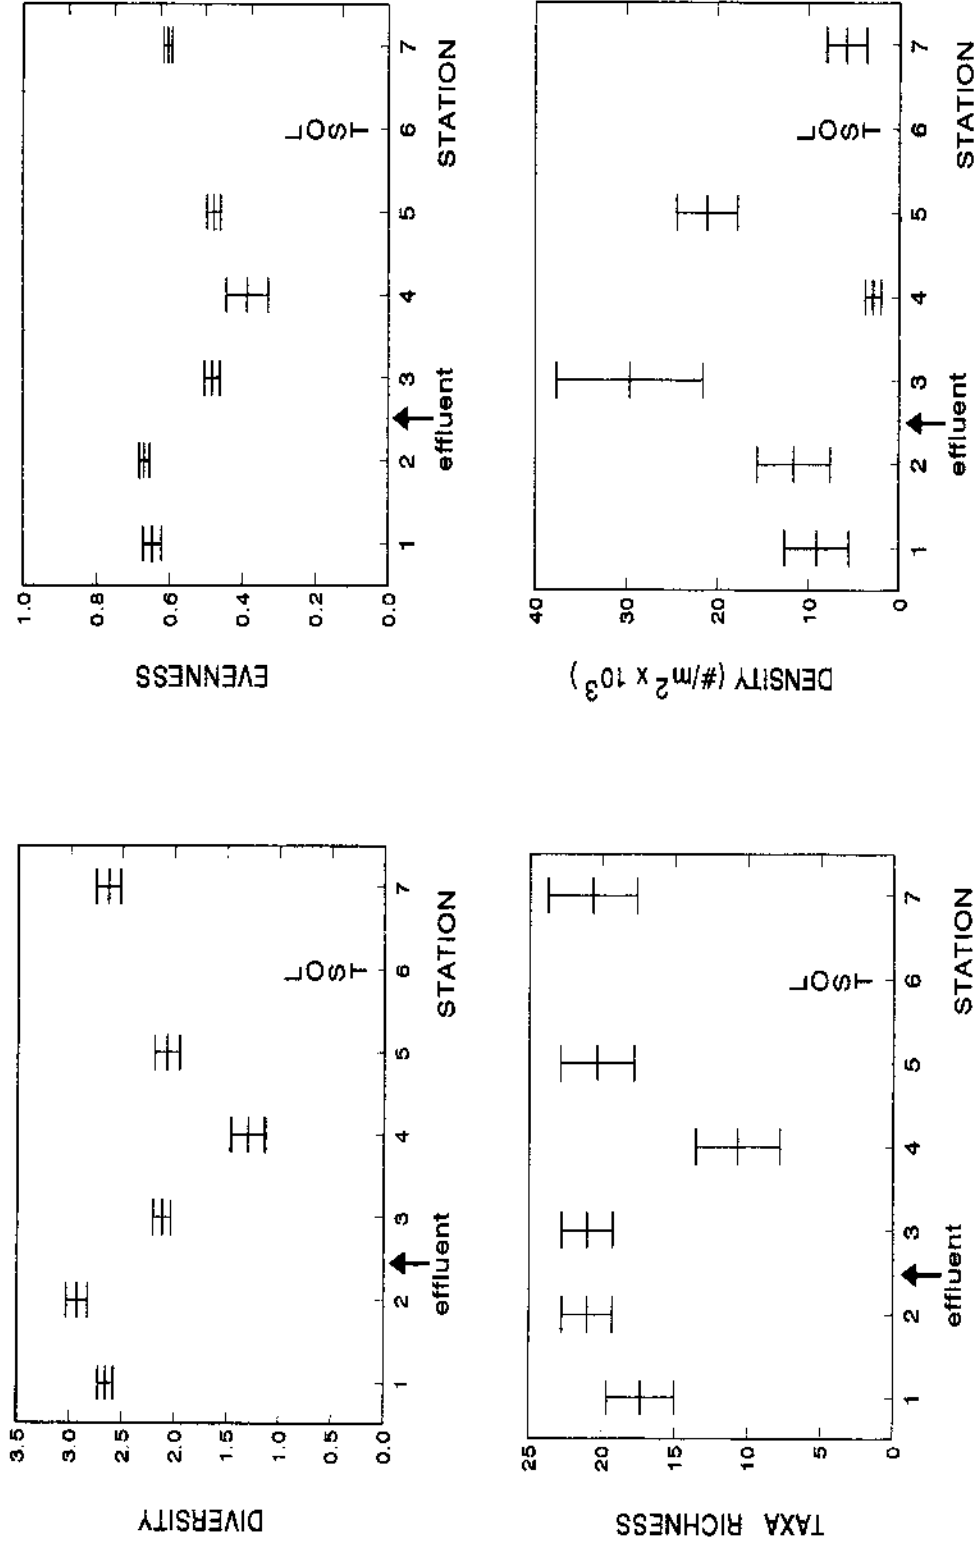 DIVERSITY
3.5
3.0
2.5
2.0
1.5
1.0
0.5
0.0
LOST
1 2 3 4 5 6 7
effluent STATION
EVENNESS
1.0
0.8
0.6
0.4
0.2
0.0
LOST
1 2 3 4 5 6 7
effluent STATION
TAXA RICHNESS
25
20
15
10
5
0
LOST
1 2 3 4 5 6 7
effluent STATION
DENSITY (#/m² x 10³)
40
30
20
10
0
LOST
1 2 3 4 5 6 7
effluent STATION